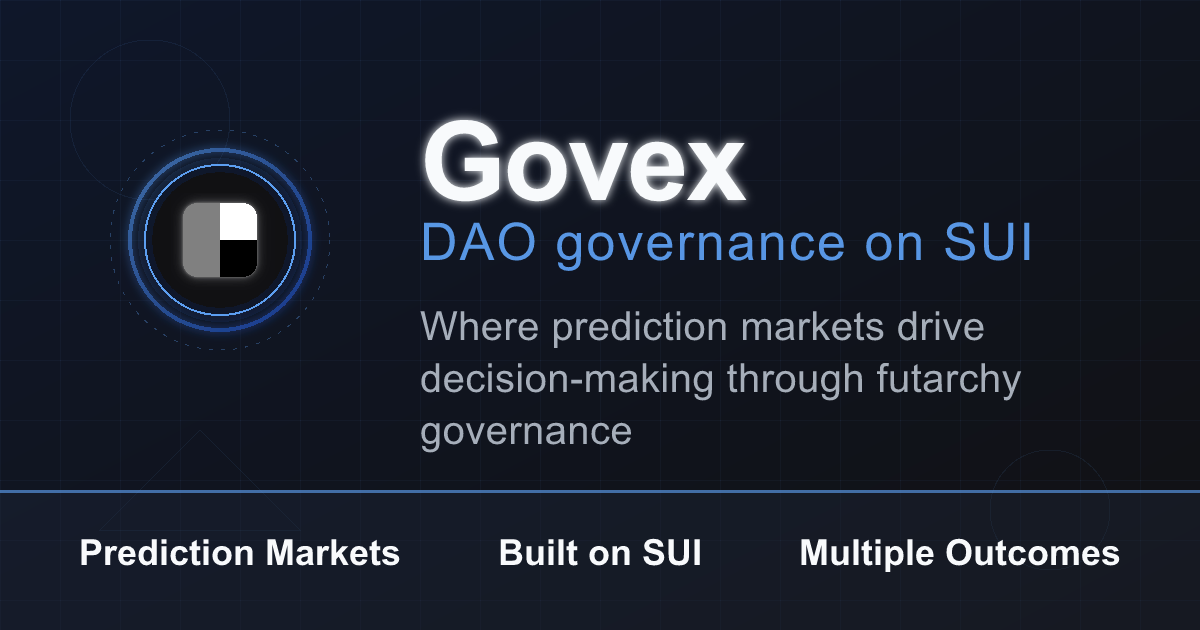 Govex
DAO governance on SUI
Where prediction markets drive
decision-making through futarchy
governance
Prediction Markets
Built on SUI
Multiple Outcomes